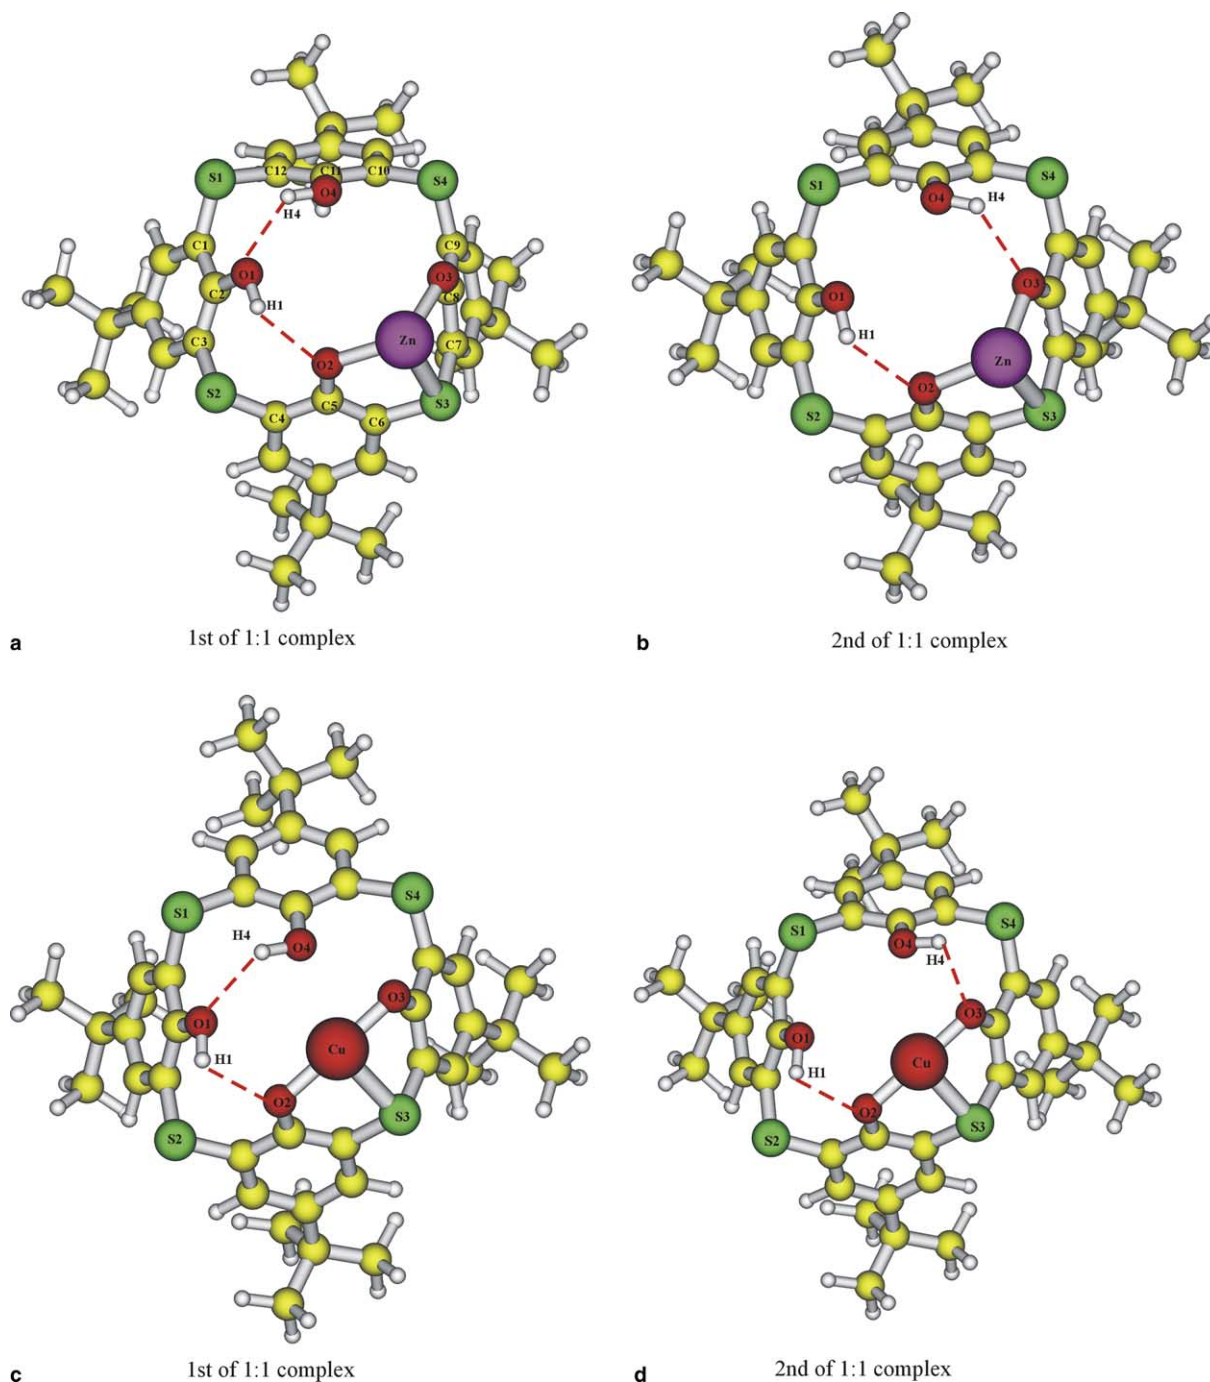 C12
C11
C10
S1
O4
S4
H4
C1
C9
O1
O3
C2
H1
C8
C3
Zn
C7
O2
S2
C5
S3
C4
C6
a
1st of 1:1 complex
S4
S1
O4
H4
O1
O3
H1
Zn
O2
S2
S3
b
2nd of 1:1 complex
S4
S1
H4
O4
O3
O1
Cu
H1
O2
S3
S2
c
1st of 1:1 complex
S4
S1
O4
H4
O3
O1
Cu
H1
O2
S3
S2
d
2nd of 1:1 complex